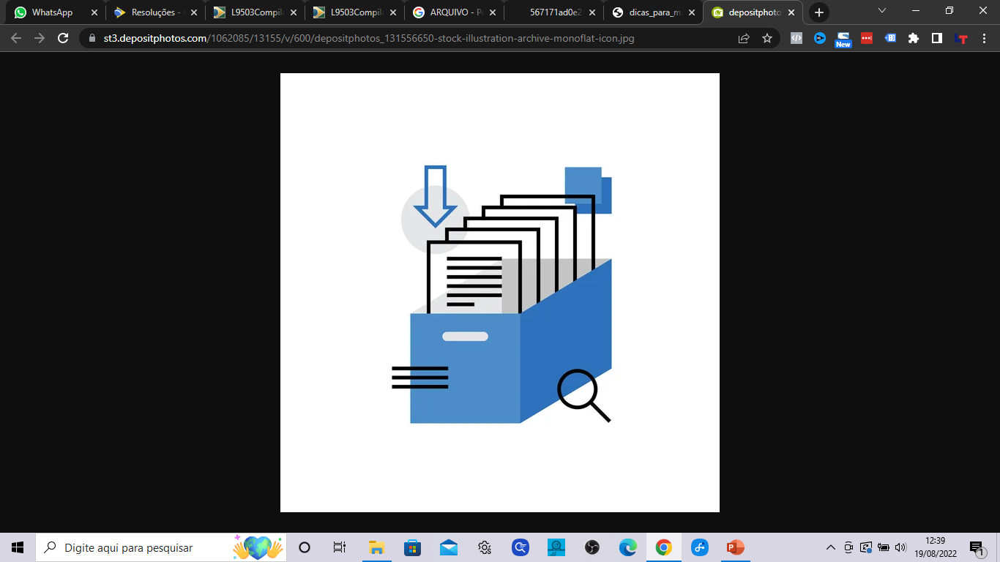 WhatsApp
Resoluções -
L9503Compil
L9503Compil
ARQUIVO - P
567171ad0e2
dicas_para_m
depositphoto
st3.depositphotos.com/1062085/13155/v/600/depositphotos_131556650-stock-illustration-archive-monoflat-icon.jpg
New
Digite aqui para pesquisar
12:39
19/08/2022
1